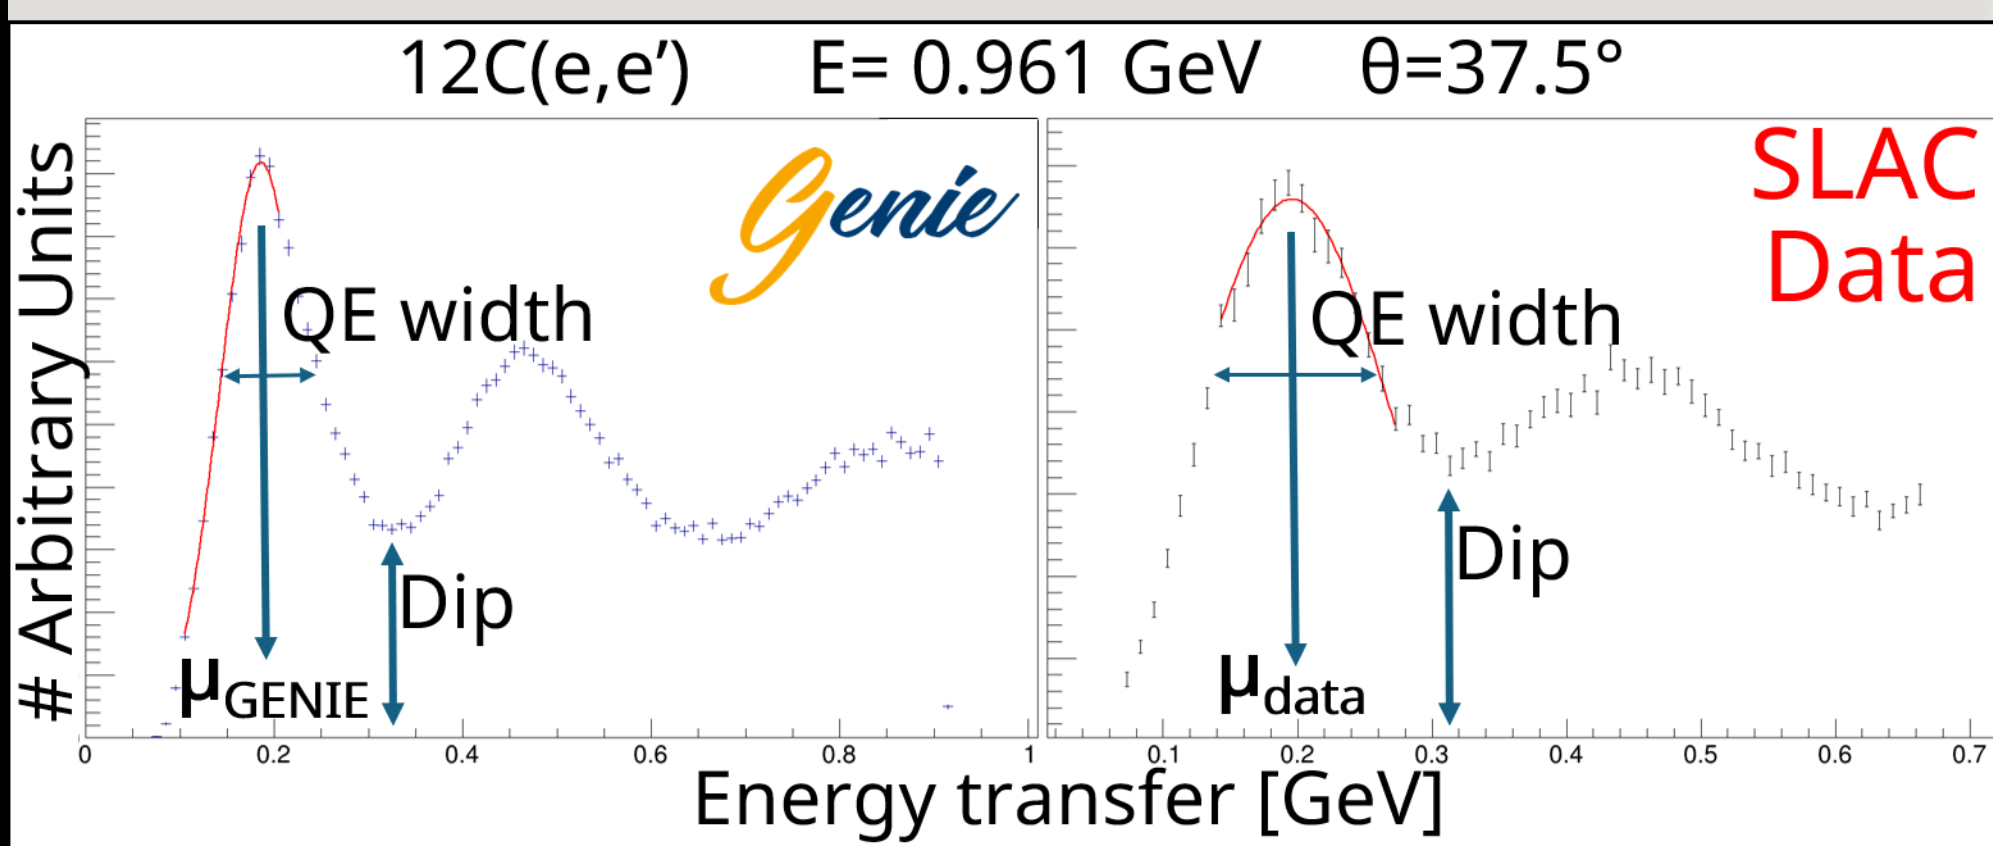 12C(e,e’) E= 0.961 GeV θ=37.5°
# Arbitrary Units
Genie
QE width
Dip
μGENIE
0 0.2 0.4 0.6 0.8 1
SLAC
Data
QE width
Dip
μdata
0.1 0.2 0.3 0.4 0.5 0.6 0.7
Energy transfer [GeV]